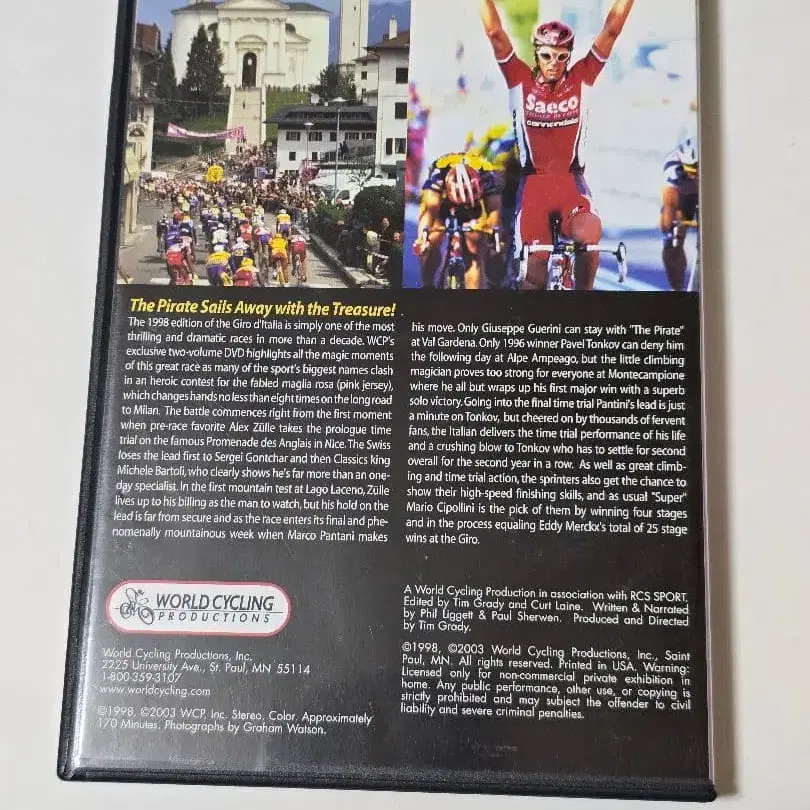 Saeco
cannondale
The Pirate Sails Away with the Treasure!
The 1998 edition of the Giro d'Italia is simply one of the most
thrilling and dramatic races in more than a decade. WCP's
exclusive two-volume DVD highlights all the magic moments
of this great race as many of the sport's biggest names clash
in an heroic contest for the fabled maglia rosa (pink jersey),
which changes hands no less than eight times on the long road
to Milan. The battle commences right from the first moment
when pre-race favorite Alex Zülle takes the prologue time
trial on the famous Promenade des Anglais in Nice. The Swiss
loses the lead first to Sergei Gontchar and then Classics king
Michele Bartoli, who clearly shows he's far more than an one-
day specialist. In the first mountain test at Lago Laceno, Zülle
lives up to his billing as the man to watch, but his hold on the
lead is far from secure and as the race enters its final and phe-
nomenally mountainous week when Marco Pantani makes
his move. Only Giuseppe Guerini can stay with "The Pirate"
at Val Gardena. Only 1996 winner Pavel Tonkov can deny him
the following day at Alpe Ampeago, but the little climbing
magician proves too strong for everyone at Montecampione
where he all but wraps up his first major win with a superb
solo victory. Going into the final time trial Pantini's lead is just
a minute on Tonkov, but cheered on by thousands of fervent
fans, the Italian delivers the time trial performance of his life
and a crushing blow to Tonkov who has to settle for second
overall for the second year in a row. As well as great climb-
ing and time trial action, the sprinters also get the chance to
show their high-speed finishing skills, and as usual "Super"
Mario Cipollini is the pick of them by winning four stages
and in the process equaling Eddy Merckx's total of 25 stage
wins at the Giro.
WORLD CYCLING
PRODUCTIONS
World Cycling Productions, Inc.
2225 University Ave., St. Paul, MN 55114
1-800-359-3107
www.worldcycling.com
©1998, ©2003 WCP, Inc. Stereo. Color. Approximately
170 Minutes. Photographs by Graham Watson.
A World Cycling Production in association with RCS SPORT.
Edited by Tim Grady and Curt Laine. Written & Narrated
by Phil Liggett & Paul Sherwen. Produced and Directed
by Tim Grady.
©1998, ©2003 World Cycling Productions, Inc., Saint
Paul, MN. All rights reserved. Printed in USA. Warning:
Licensed only for non-commercial private exhibition in
home. Any public performance, other use, or copying is
strictly prohibited and may subject the offender to civil
liability and severe criminal penalties.